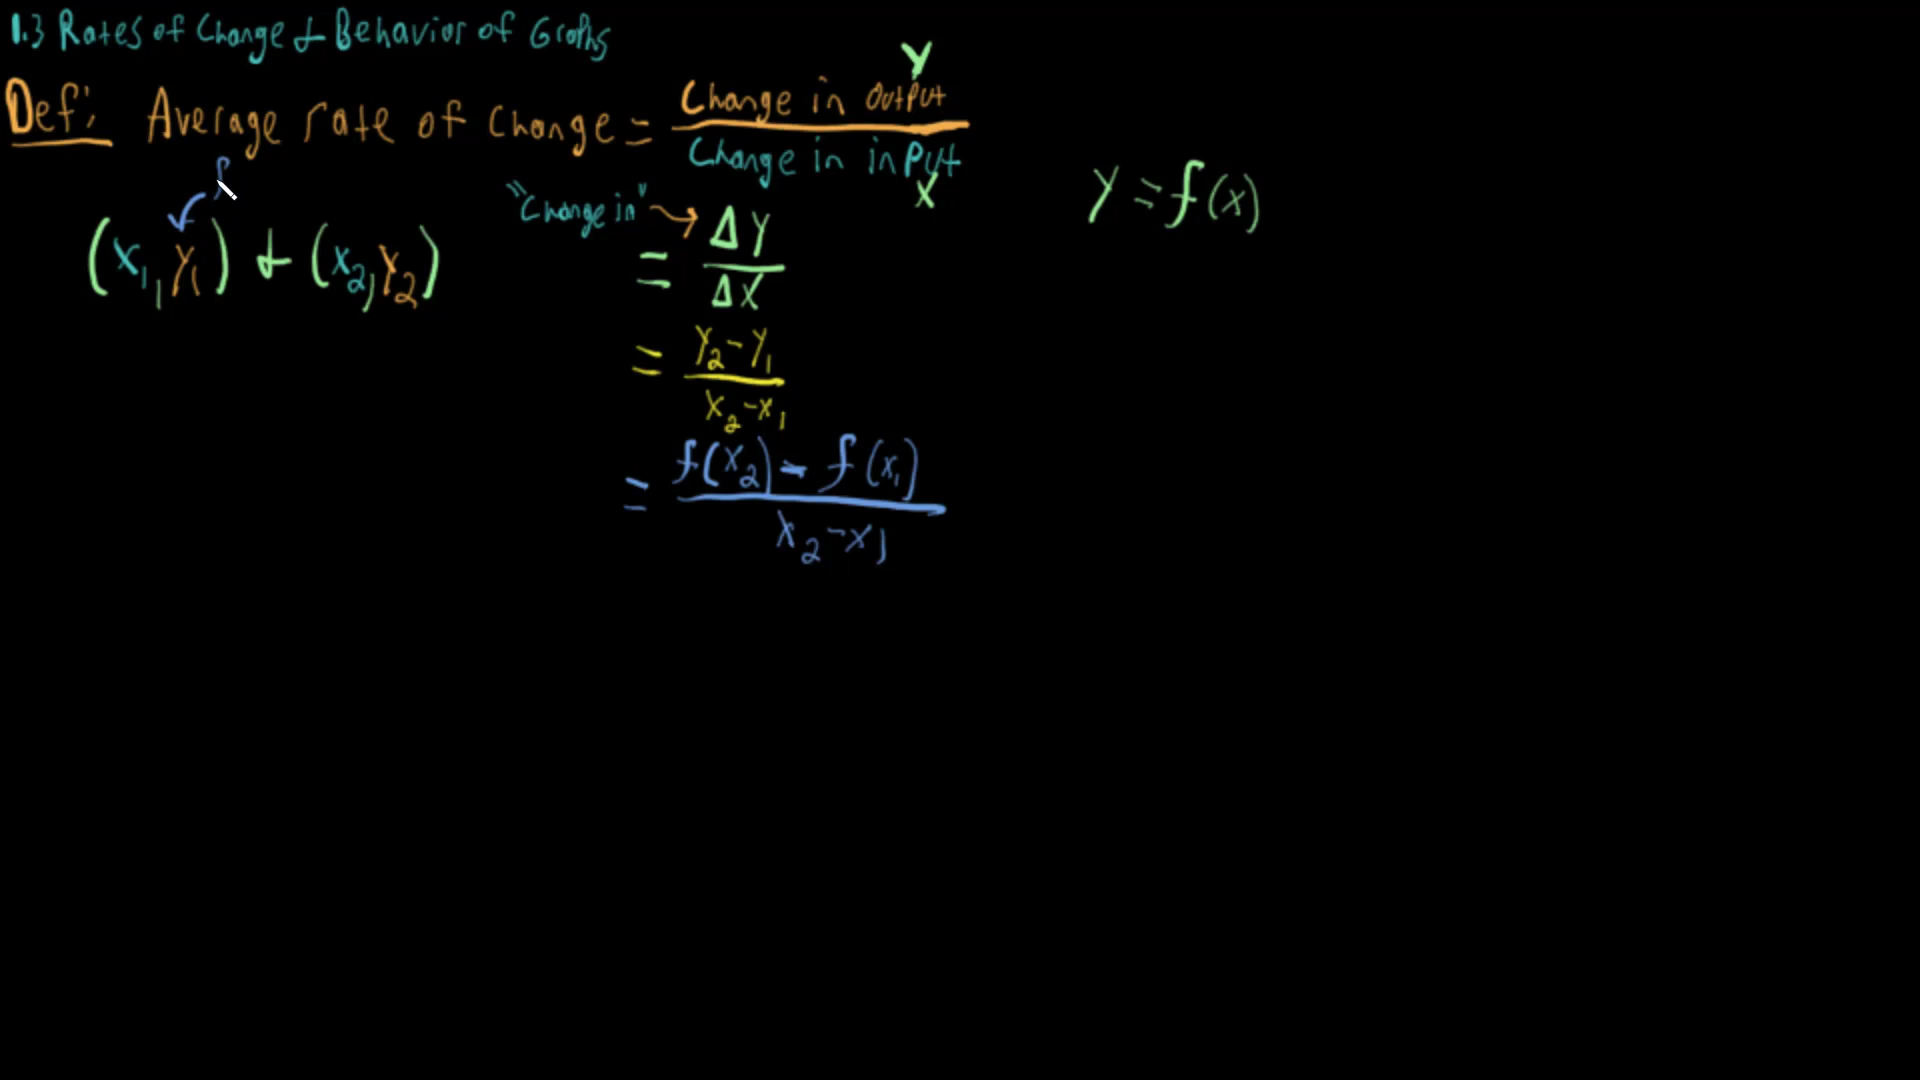 1.3 Rates of Change & Behavior of Graphs
Y
Def: Average rate of Change = Change in Output / Change in input
X
f
"Change in" → = ΔY / ΔX
Y = f(x)
(x₁, y₁) & (x₂, y₂)
= Y₂ - Y₁ / X₂ - X₁
= f(x₂) - f(x₁) / X₂ - X₁